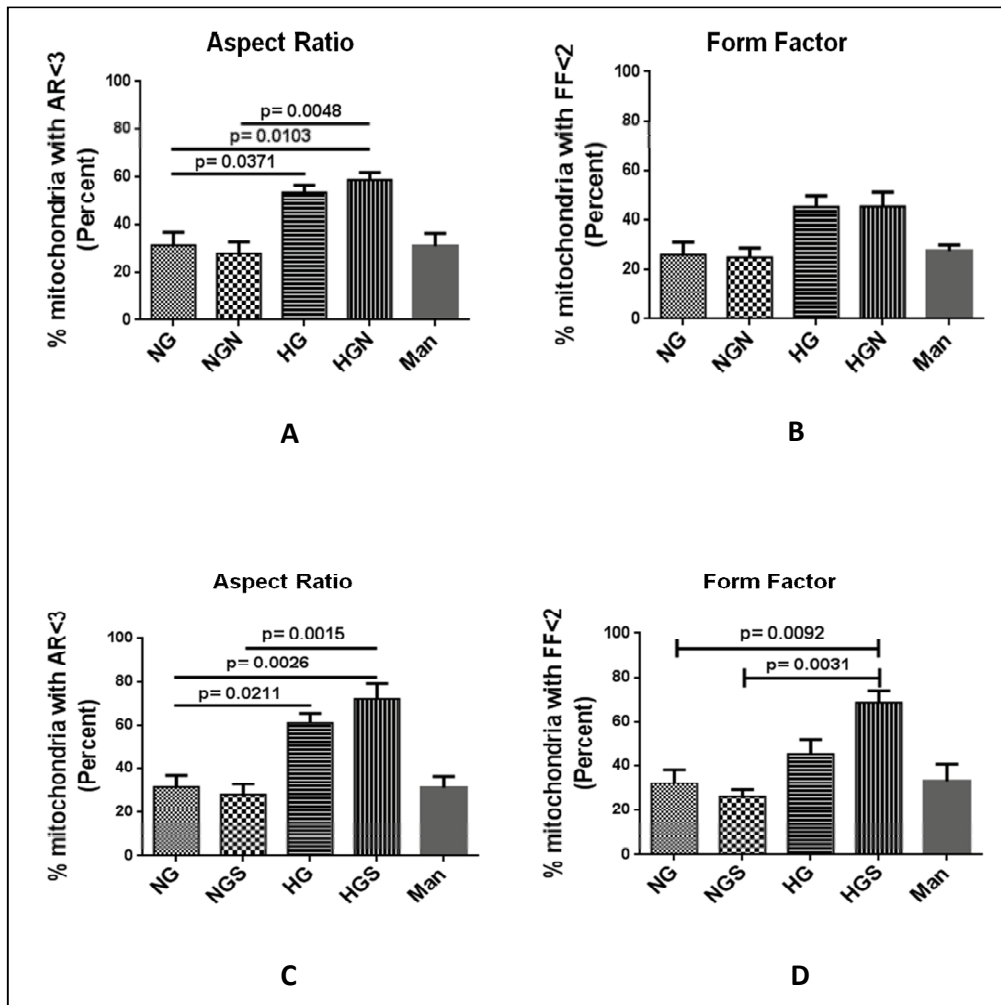 Aspect Ratio
% mitochondria with AR<3
(Percent)
100
80
60
40
20
0
p= 0.0048
p= 0.0103
p= 0.0371
NG
NGN
HG
HGN
Man
A
Form Factor
% mitochondria with FF<2
(Percent)
100
80
60
40
20
0
NG
NGN
HG
HGN
Man
B
Aspect Ratio
% mitochondria with AR<3
(Percent)
100
80
60
40
20
0
p= 0.0015
p= 0.0026
p= 0.0211
NG
NGS
HG
HGS
Man
C
Form Factor
% mitochondria with FF<2
(Percent)
100
80
60
40
20
0
p= 0.0092
p= 0.0031
NG
NGS
HG
HGS
Man
D